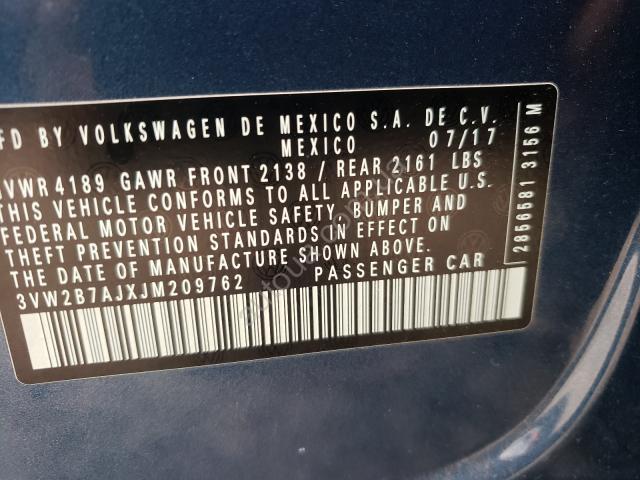 MFD BY VOLKSWAGEN DE MEXICO S.A. DE C.V.
MEXICO 07/17
GVWR 4189 GAWR FRONT 2138 / REAR 2161 LBS
THIS VEHICLE CONFORMS TO ALL APPLICABLE U.S.
FEDERAL MOTOR VEHICLE SAFETY, BUMPER AND
THEFT PREVENTION STANDARDS IN EFFECT ON
THE DATE OF MANUFACTURE SHOWN ABOVE.
3VW2B7AJXJM209762 PASSENGER CAR
2856581 3156 M